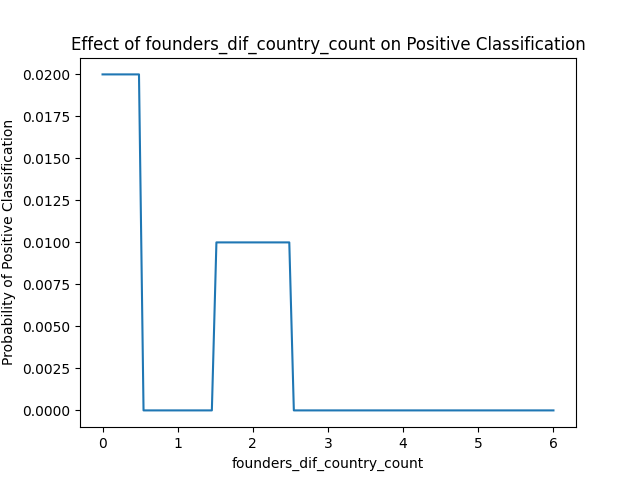 Effect of founders_dif_country_count on Positive Classification
Probability of Positive Classification
0.0200
0.0175
0.0150
0.0125
0.0100
0.0075
0.0050
0.0025
0.0000
0 1 2 3 4 5 6
founders_dif_country_count